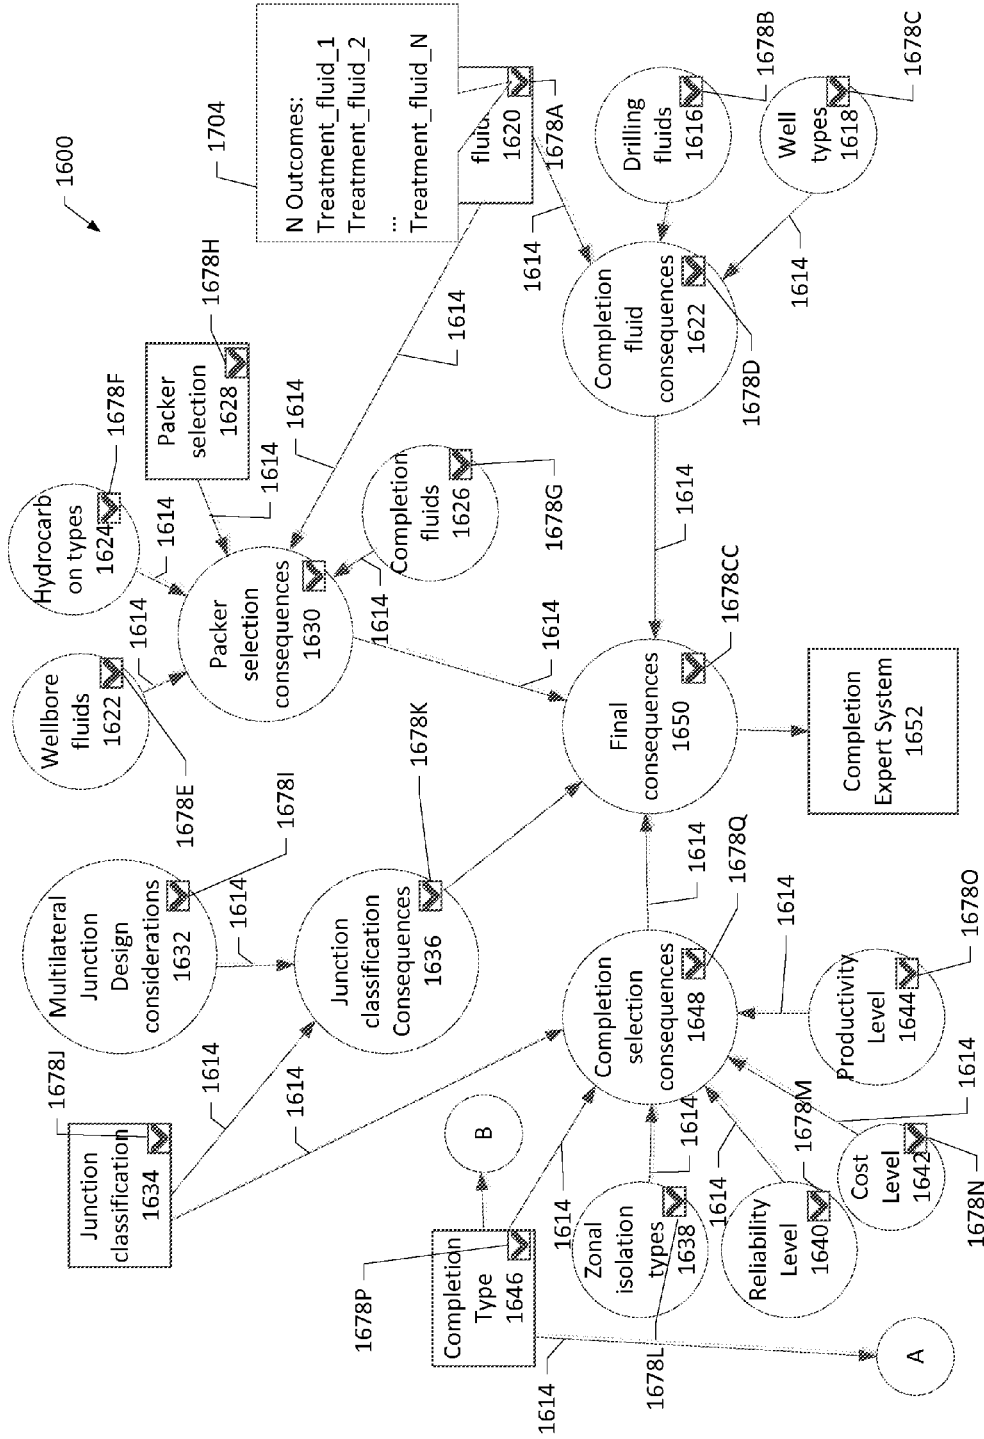 1600
1704
N Outcomes:
Treatment_fluid_1
Treatment_fluid_2
...
Treatment_fluid_N
fluid
1620
1678A
1614
1614
1614
Drilling
fluids
1616
1678B
Well
types
1618
1678C
1614
Completion
fluid
consequences
1622
1678D
1614
Hydrocarb
on types
1624
1678F
1614
Packer
selection
1628
1678H
1614
1614
Wellbore
fluids
1622
1678E
1614
Packer
selection
consequences
1630
Completion
fluids
1626
1678G
1614
1614
Multilateral
Junction
Design
considerations
1632
1678I
1614
Junction
classification
1634
1678J
1614
1614
Junction
classification
Consequences
1636
1678K
Final
consequences
1650
1678CC
Completion
Expert System
1652
Completion
selection
consequences
1648
1678Q
1614
Completion
Type
1646
1678P
1614
1614
B
A
Zonal
isolation
types
1638
1678L
1614
Reliability
Level
1640
1678M
1614
Cost
Level
1642
1678N
1614
Productivity
Level
1644
1678O
1614